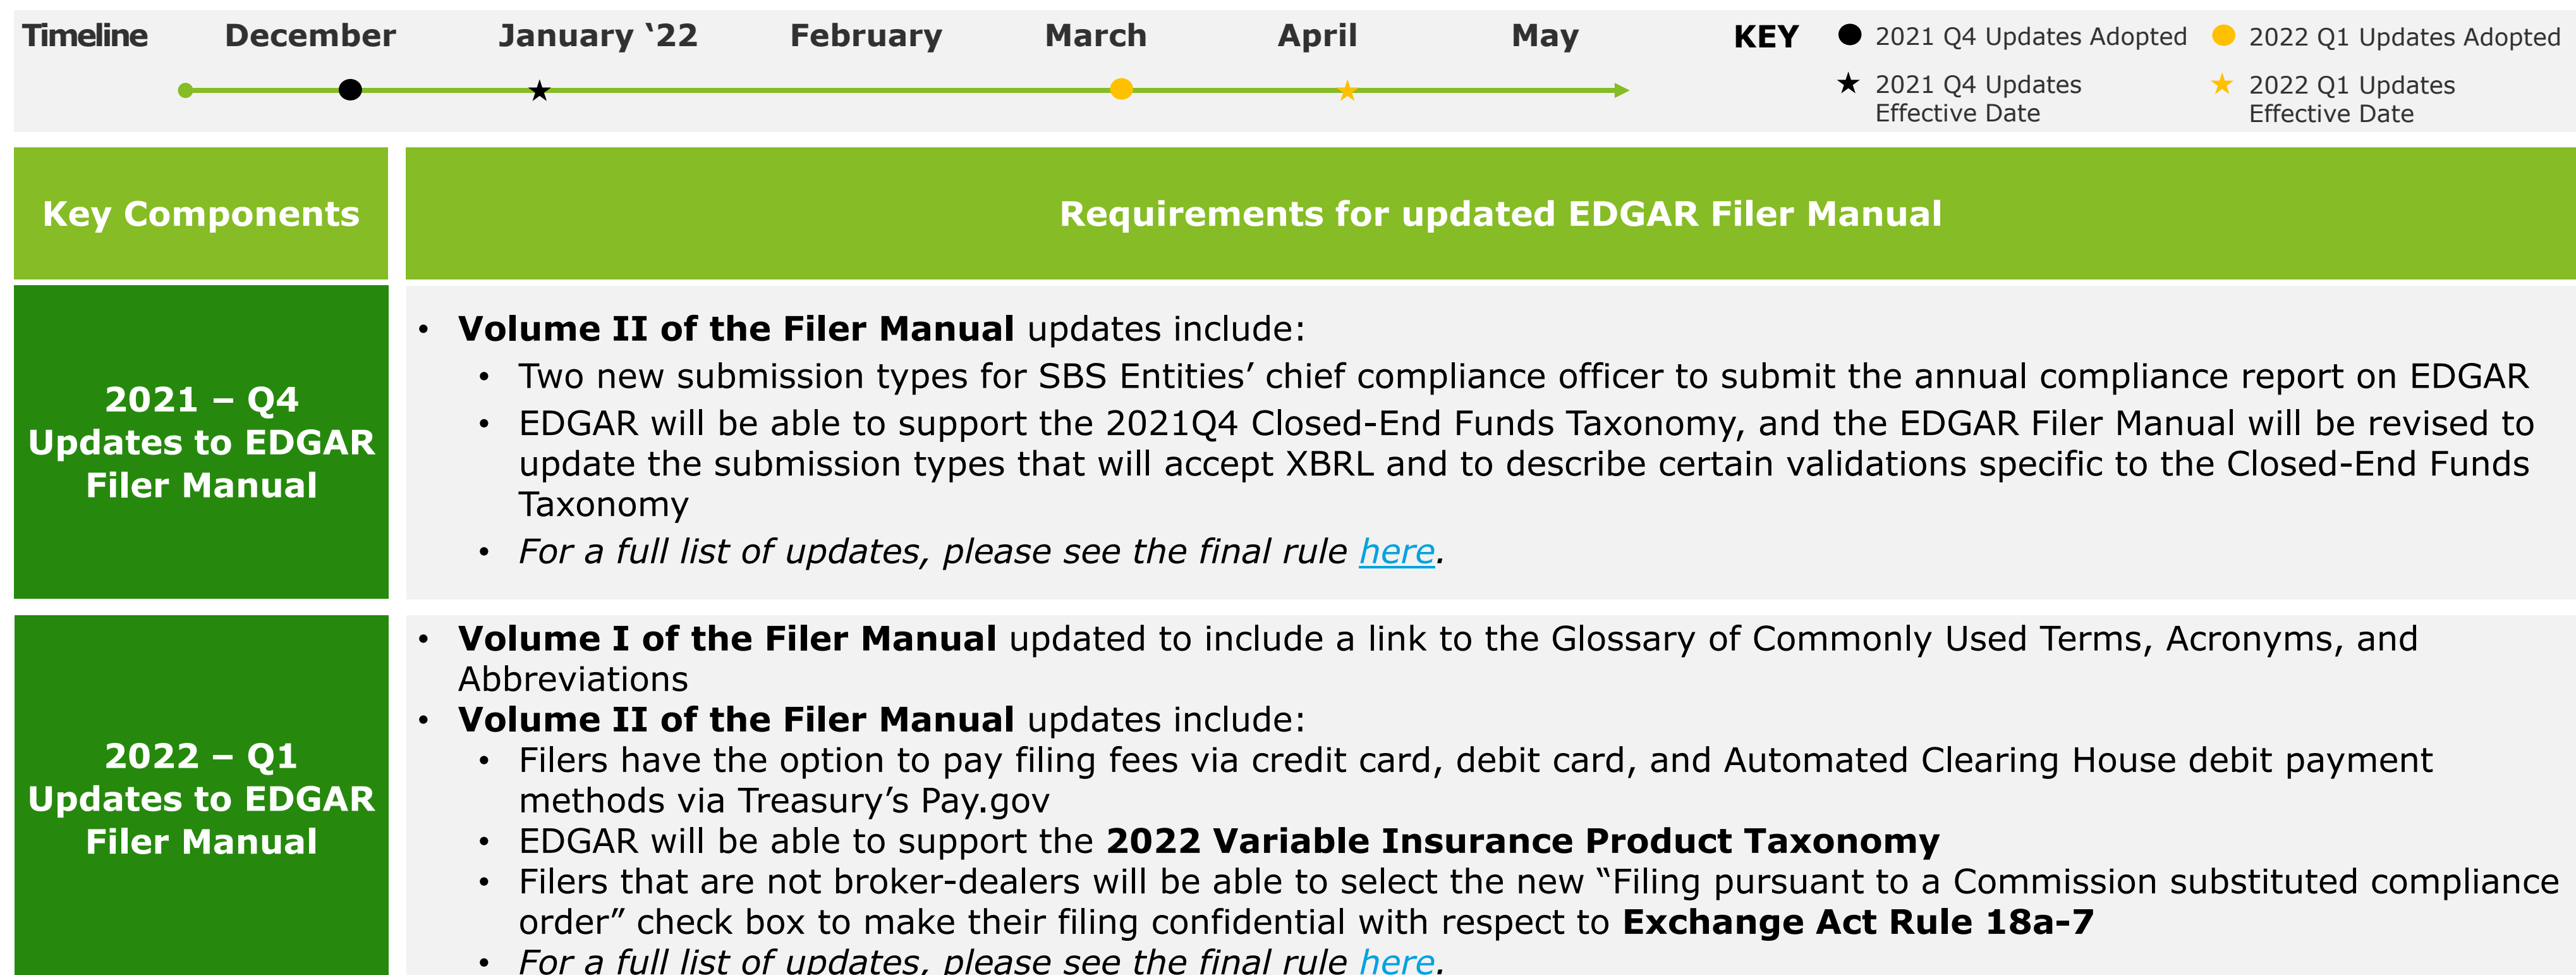 Timeline December January ‘22 February March April May KEY 2021 Q4 Updates Adopted 2022 Q1 Updates Adopted
2021 Q4 Updates
Effective Date
2022 Q1 Updates
Effective Date
Key Components
Requirements for updated EDGAR Filer Manual
2021 – Q4
Updates to EDGAR
Filer Manual
• Volume II of the Filer Manual updates include:
• Two new submission types for SBS Entities’ chief compliance officer to submit the annual compliance report on EDGAR
• EDGAR will be able to support the 2021Q4 Closed-End Funds Taxonomy, and the EDGAR Filer Manual will be revised to
update the submission types that will accept XBRL and to describe certain validations specific to the Closed-End Funds
Taxonomy
• For a full list of updates, please see the final rule here.
2022 – Q1
Updates to EDGAR
Filer Manual
• Volume I of the Filer Manual updated to include a link to the Glossary of Commonly Used Terms, Acronyms, and
Abbreviations
• Volume II of the Filer Manual updates include:
• Filers have the option to pay filing fees via credit card, debit card, and Automated Clearing House debit payment
methods via Treasury’s Pay.gov
• EDGAR will be able to support the 2022 Variable Insurance Product Taxonomy
• Filers that are not broker-dealers will be able to select the new “Filing pursuant to a Commission substituted compliance
order” check box to make their filing confidential with respect to Exchange Act Rule 18a-7
• For a full list of updates, please see the final rule here.